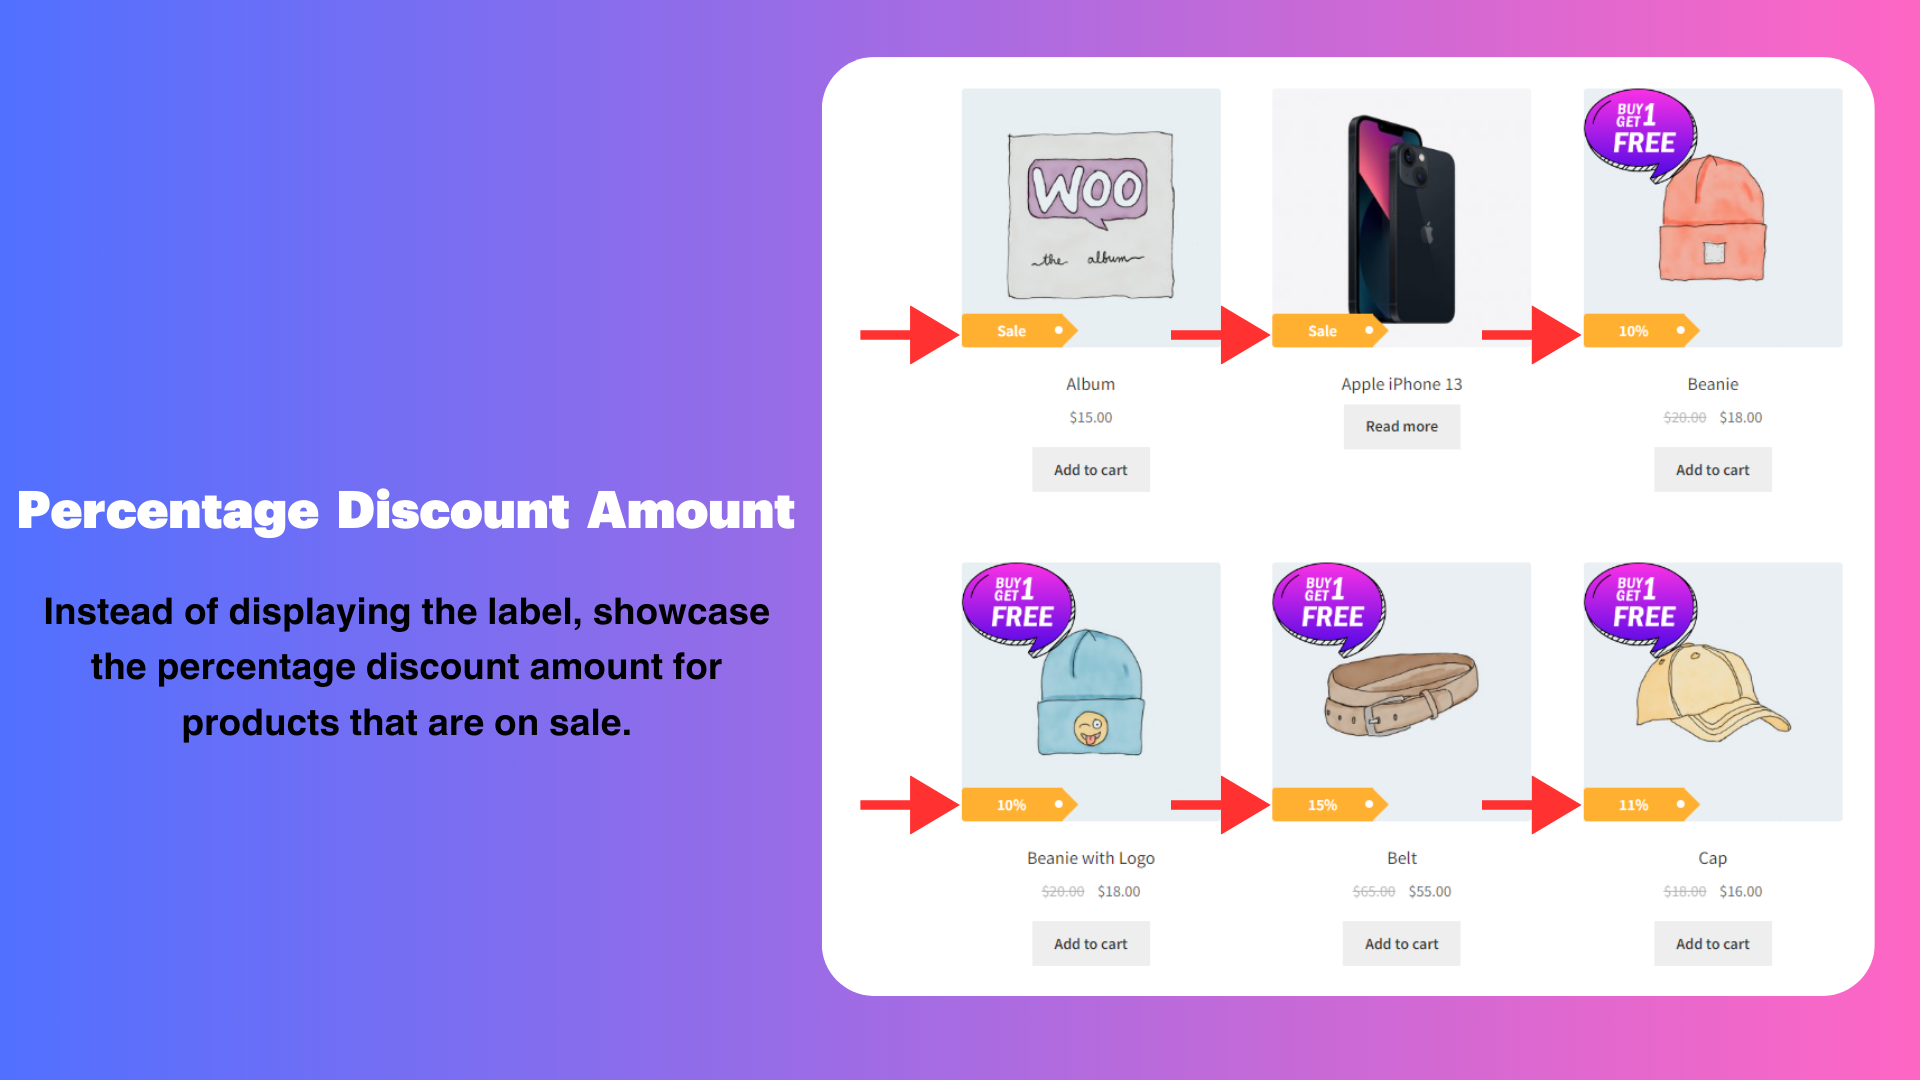 Percentage Discount Amount
Instead of displaying the label, showcase
the percentage discount amount for
products that are on sale.
WOO
the album
Sale
Album
$15.00
Add to cart
Sale
Apple iPhone 13
Read more
BUY 1
GET
FREE
10%
Beanie
$20.00 $18.00
Add to cart
BUY 1
GET
FREE
10%
Beanie with Logo
$20.00 $18.00
Add to cart
BUY 1
GET
FREE
15%
Belt
$65.00 $55.00
Add to cart
BUY 1
GET
FREE
11%
Cap
$18.00 $16.00
Add to cart